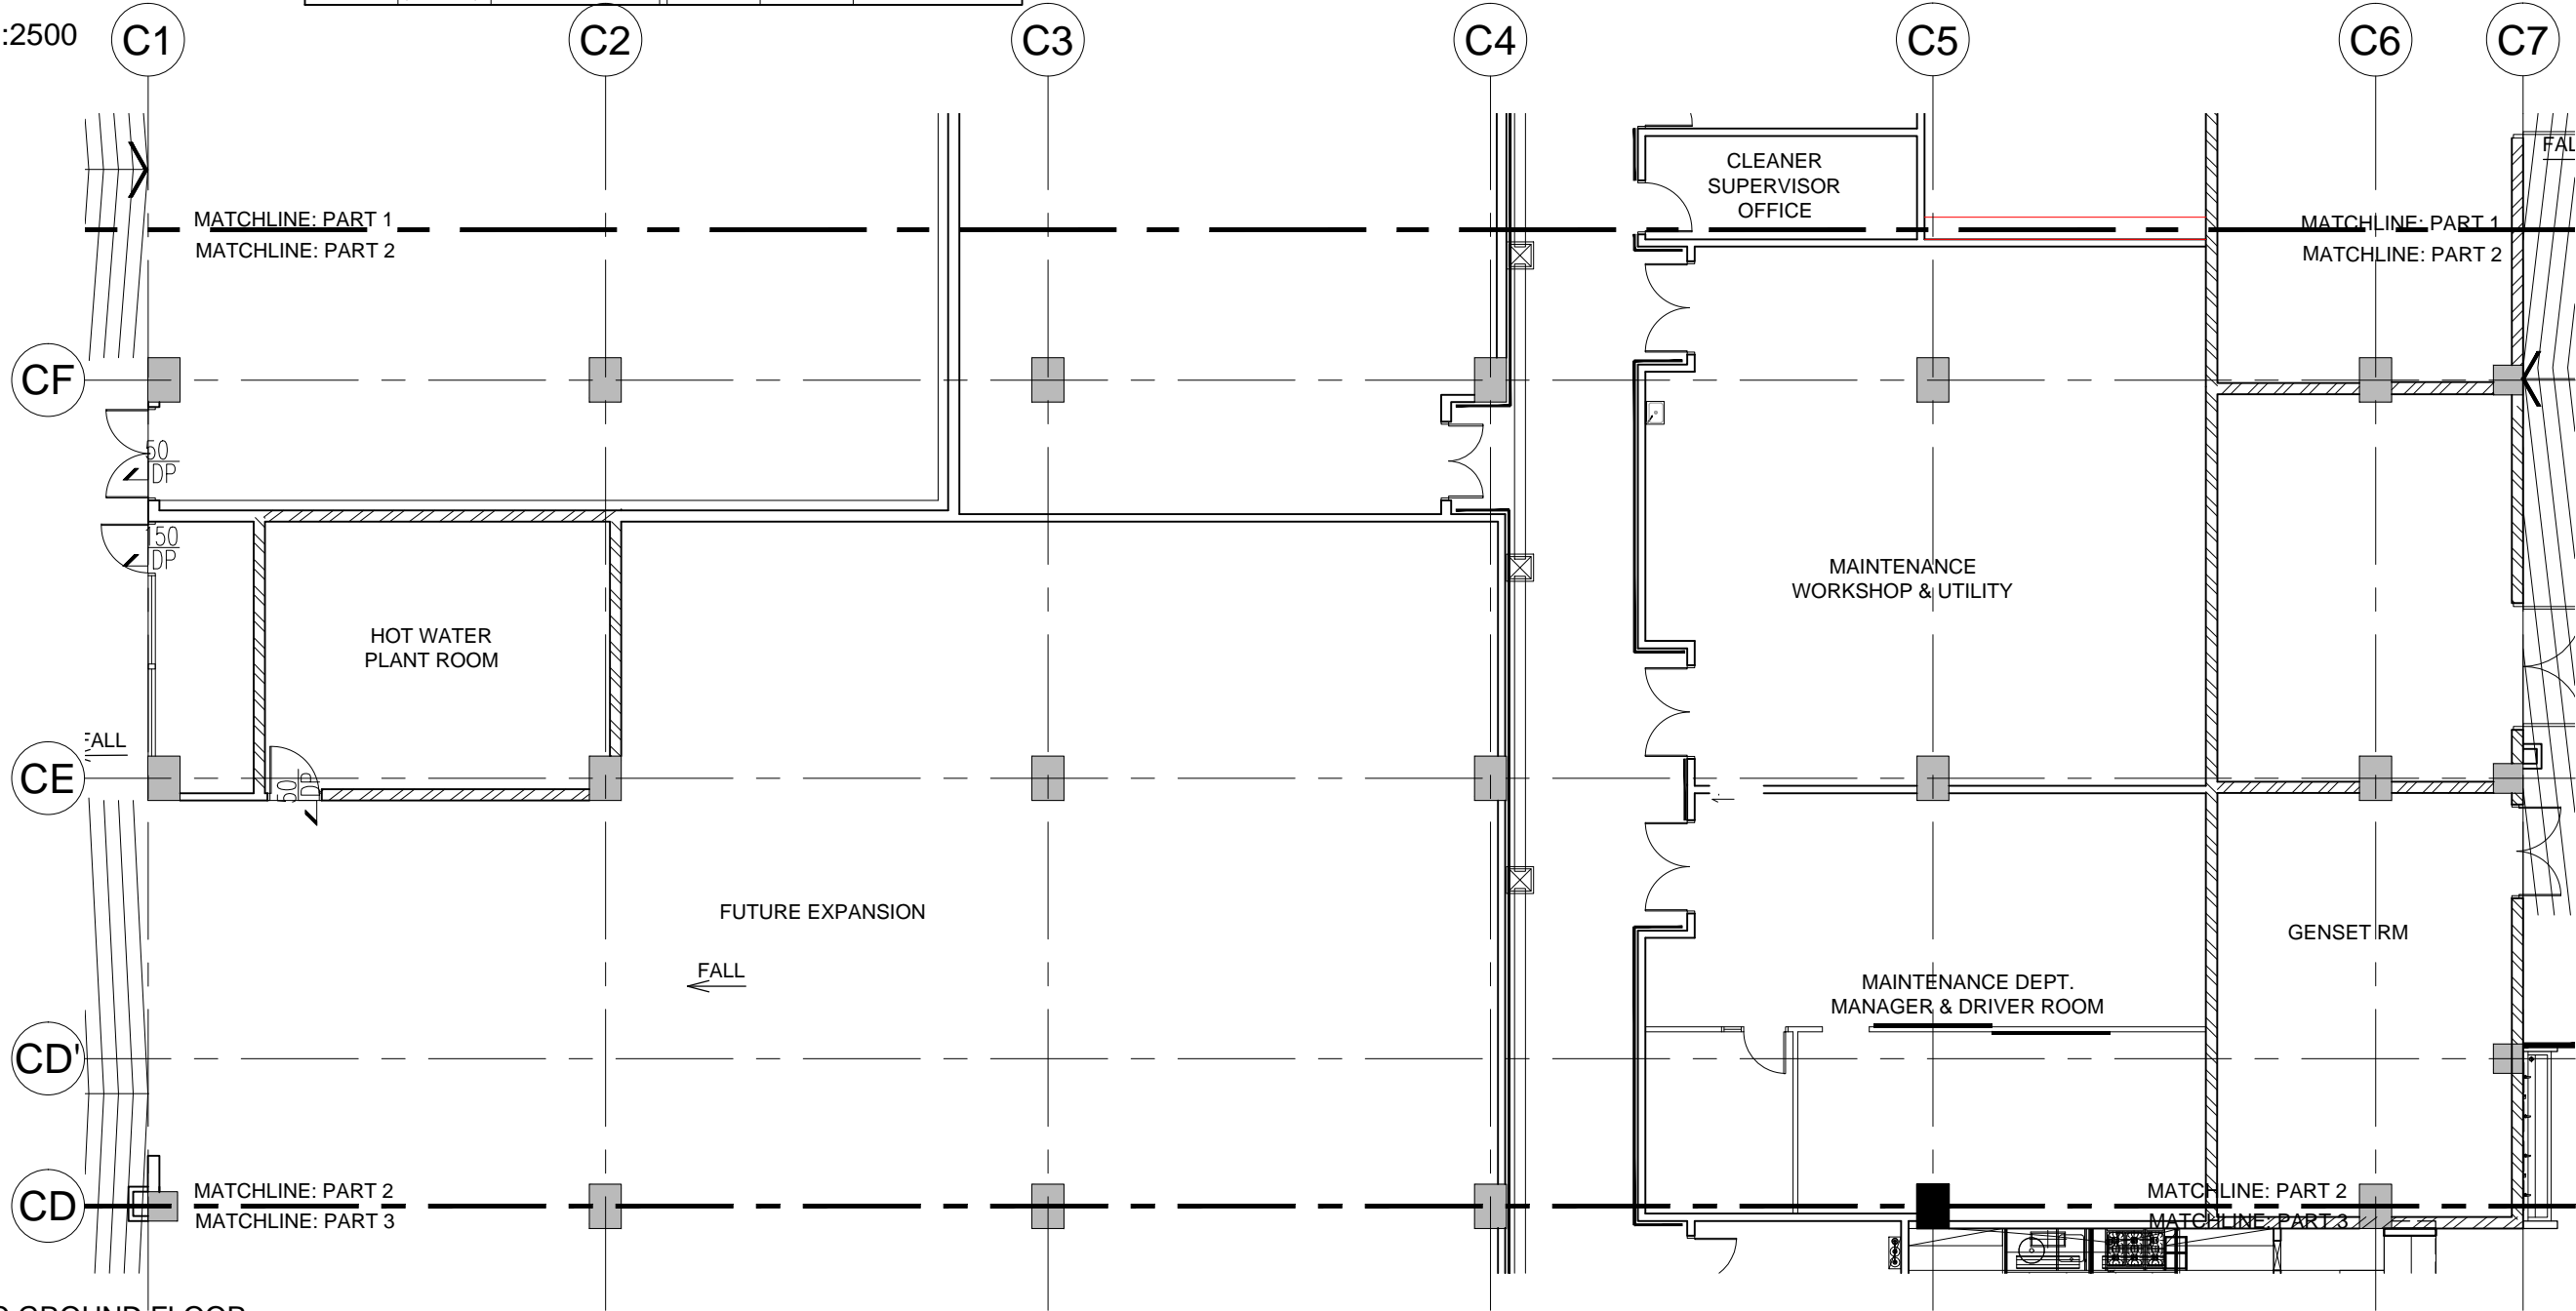 :2500
C1
C2
C3
C4
C5
C6
C7
CLEANER
SUPERVISOR
OFFICE
MATCHLINE: PART 1
MATCHLINE: PART 2
MATCHLINE: PART 1
MATCHLINE: PART 2
CF
50
DP
150
DP
MAINTENANCE
WORKSHOP & UTILITY
HOT WATER
PLANT ROOM
FALL
CE
50
DP
FUTURE EXPANSION
GENSET RM
FALL
MAINTENANCE DEPT.
MANAGER & DRIVER ROOM
CD'
CD
MATCHLINE: PART 2
MATCHLINE: PART 3
MATCHLINE: PART 2
MATCHLINE: PART 3
GROUND FLOOR